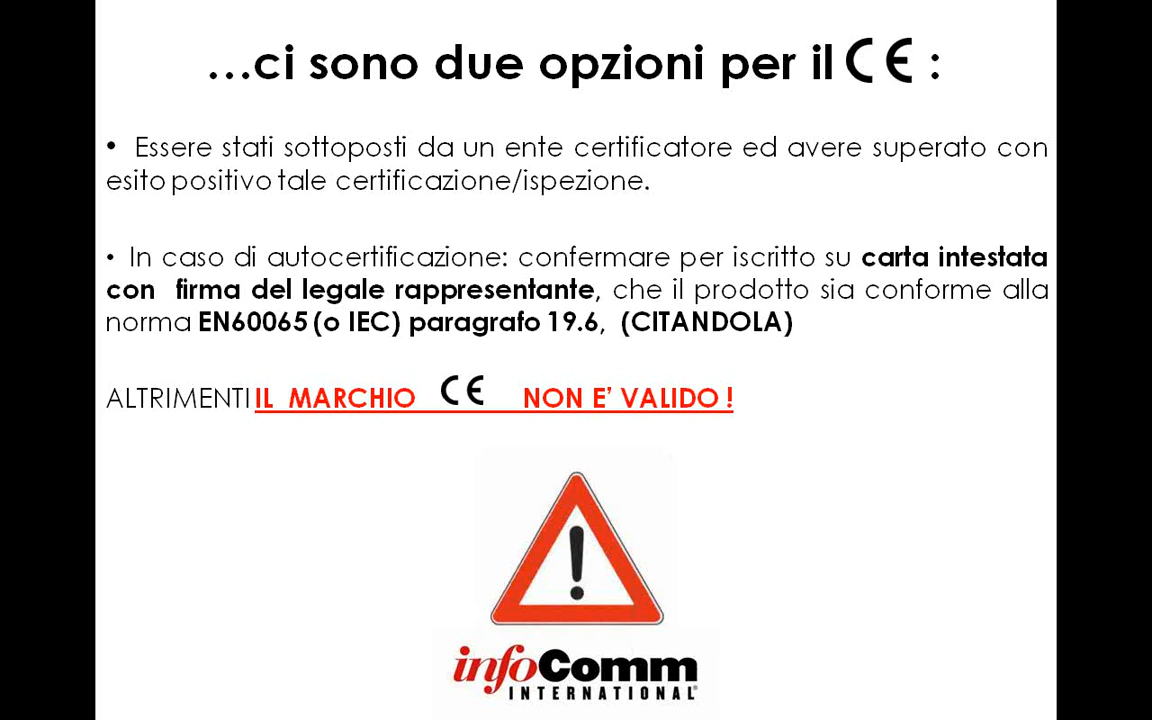 ...ci sono due opzioni per il CE :
• Essere stati sottoposti da un ente certificatore ed avere superato con
esito positivo tale certificazione/ispezione.
• In caso di autocertificazione: confermare per iscritto su carta intestata
con firma del legale rappresentante, che il prodotto sia conforme alla
norma EN60065 (o IEC) paragrafo 19.6, (CITANDOLA)
ALTRIMENTI IL MARCHIO CE NON E' VALIDO !
!
infoComm
INTERNATIONAL®